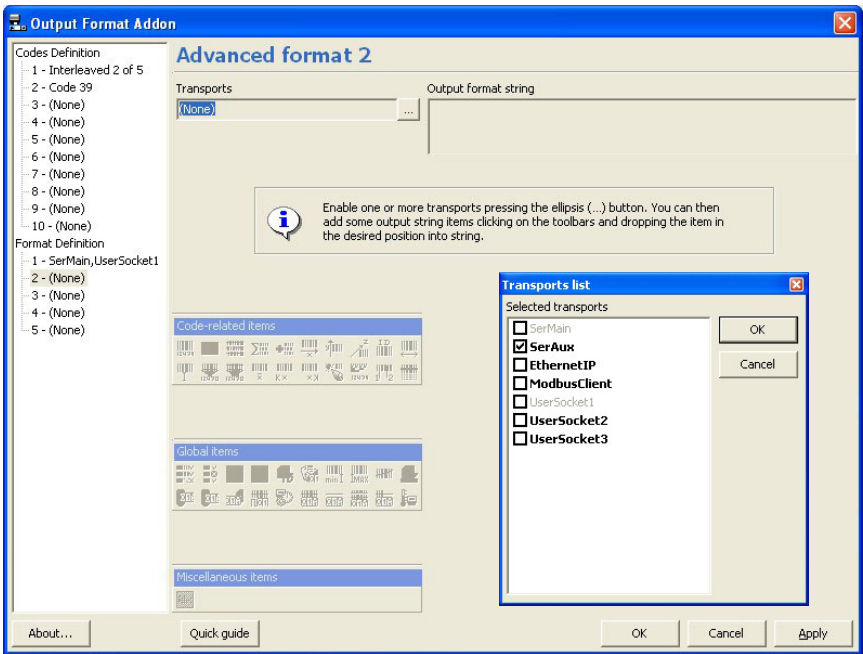 Output Format Addon
Codes Definition
1 - Interleaved 2 of 5
2 - Code 39
3 - (None)
4 - (None)
5 - (None)
6 - (None)
7 - (None)
8 - (None)
9 - (None)
10 - (None)
Format Definition
1 - SerMain,UserSocket1
2 - (None)
3 - (None)
4 - (None)
5 - (None)
Advanced format 2
Transports
(None)
...
Output format string
Enable one or more transports pressing the ellipsis (...) button. You can then
add some output string items clicking on the toolbars and dropping the item in
the desired position into string.
Code-related items
Global items
Miscellaneous items
Transports list
Selected transports
SerMain
SerAux
EthernetIP
ModbusClient
UserSocket1
UserSocket2
UserSocket3
OK
Cancel
About...
Quick guide
OK
Cancel
Apply